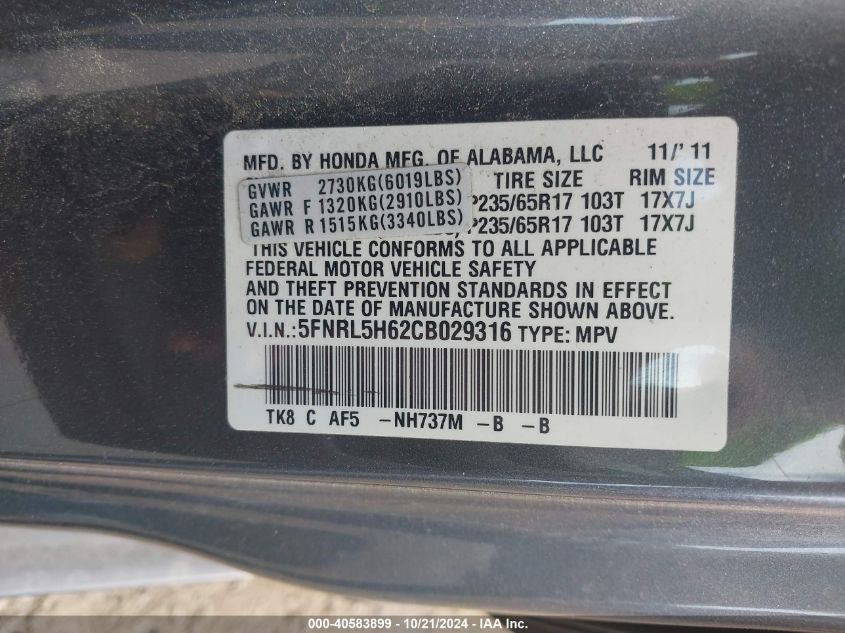 MFD. BY HONDA MFG. OF ALABAMA, LLC 11/'11
GVWR 2730KG(6019LBS) TIRE SIZE RIM SIZE
GAWR F 1320KG(2910LBS) P235/65R17 103T 17X7J
GAWR R 1515KG(3340LBS) P235/65R17 103T 17X7J
THIS VEHICLE CONFORMS TO ALL APPLICABLE
FEDERAL MOTOR VEHICLE SAFETY
AND THEFT PREVENTION STANDARDS IN EFFECT
ON THE DATE OF MANUFACTURE SHOWN ABOVE.
V.I.N.:5FNRL5H62CB029316 TYPE: MPV
TK8 C AF5 -NH737M -B -B
000-40583899 - 10/21/2024 - 1111 S.